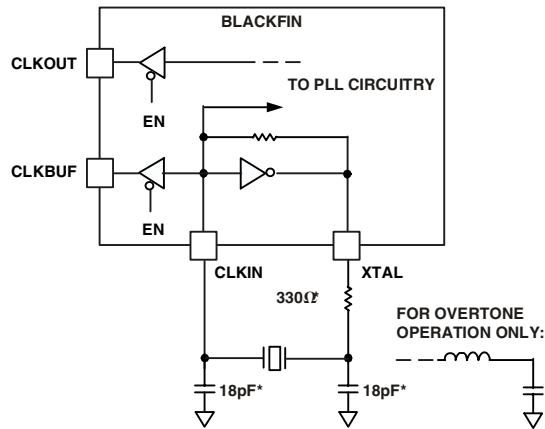 BLACKFIN
CLKOUT
TO PLL CIRCUITRY
EN
CLKBUF
EN
CLKIN
XTAL
330Ω*
FOR OVERTONE
OPERATION ONLY:
18pF*
18pF*